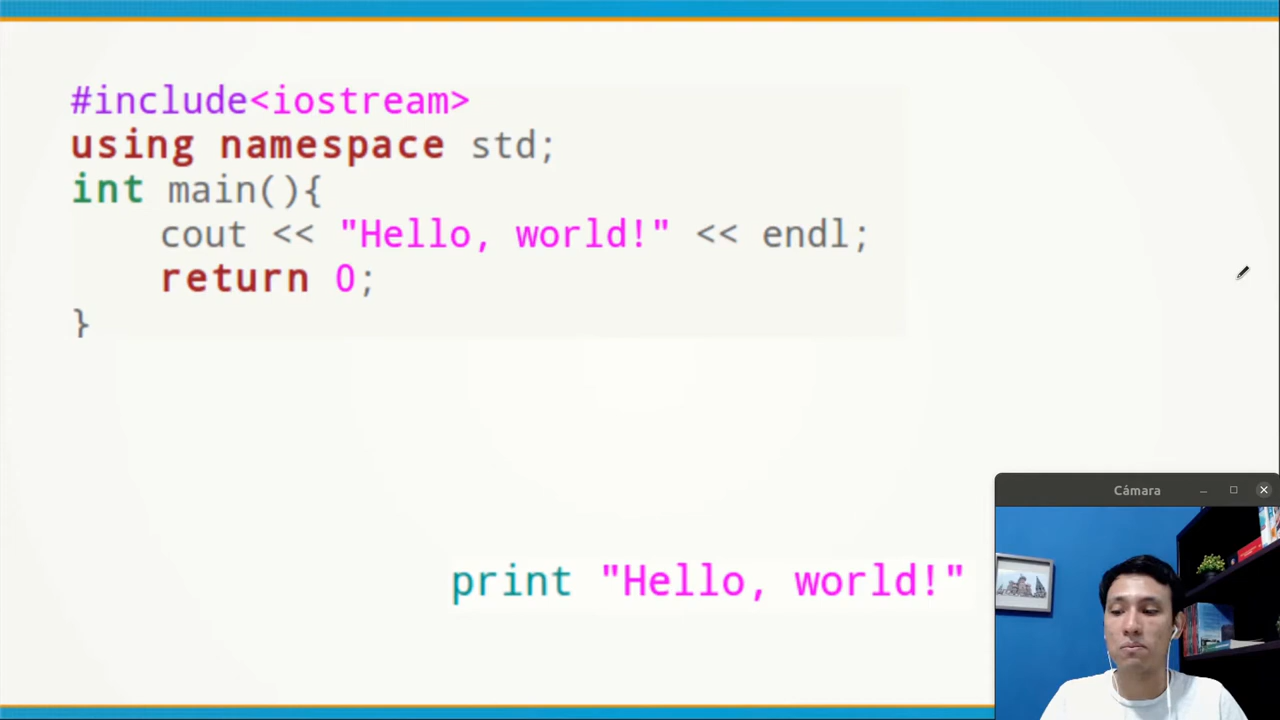 #include<iostream>
using namespace std;
int main(){
    cout << "Hello, world!" << endl;
    return 0;
}
print "Hello, world!"
Cámara